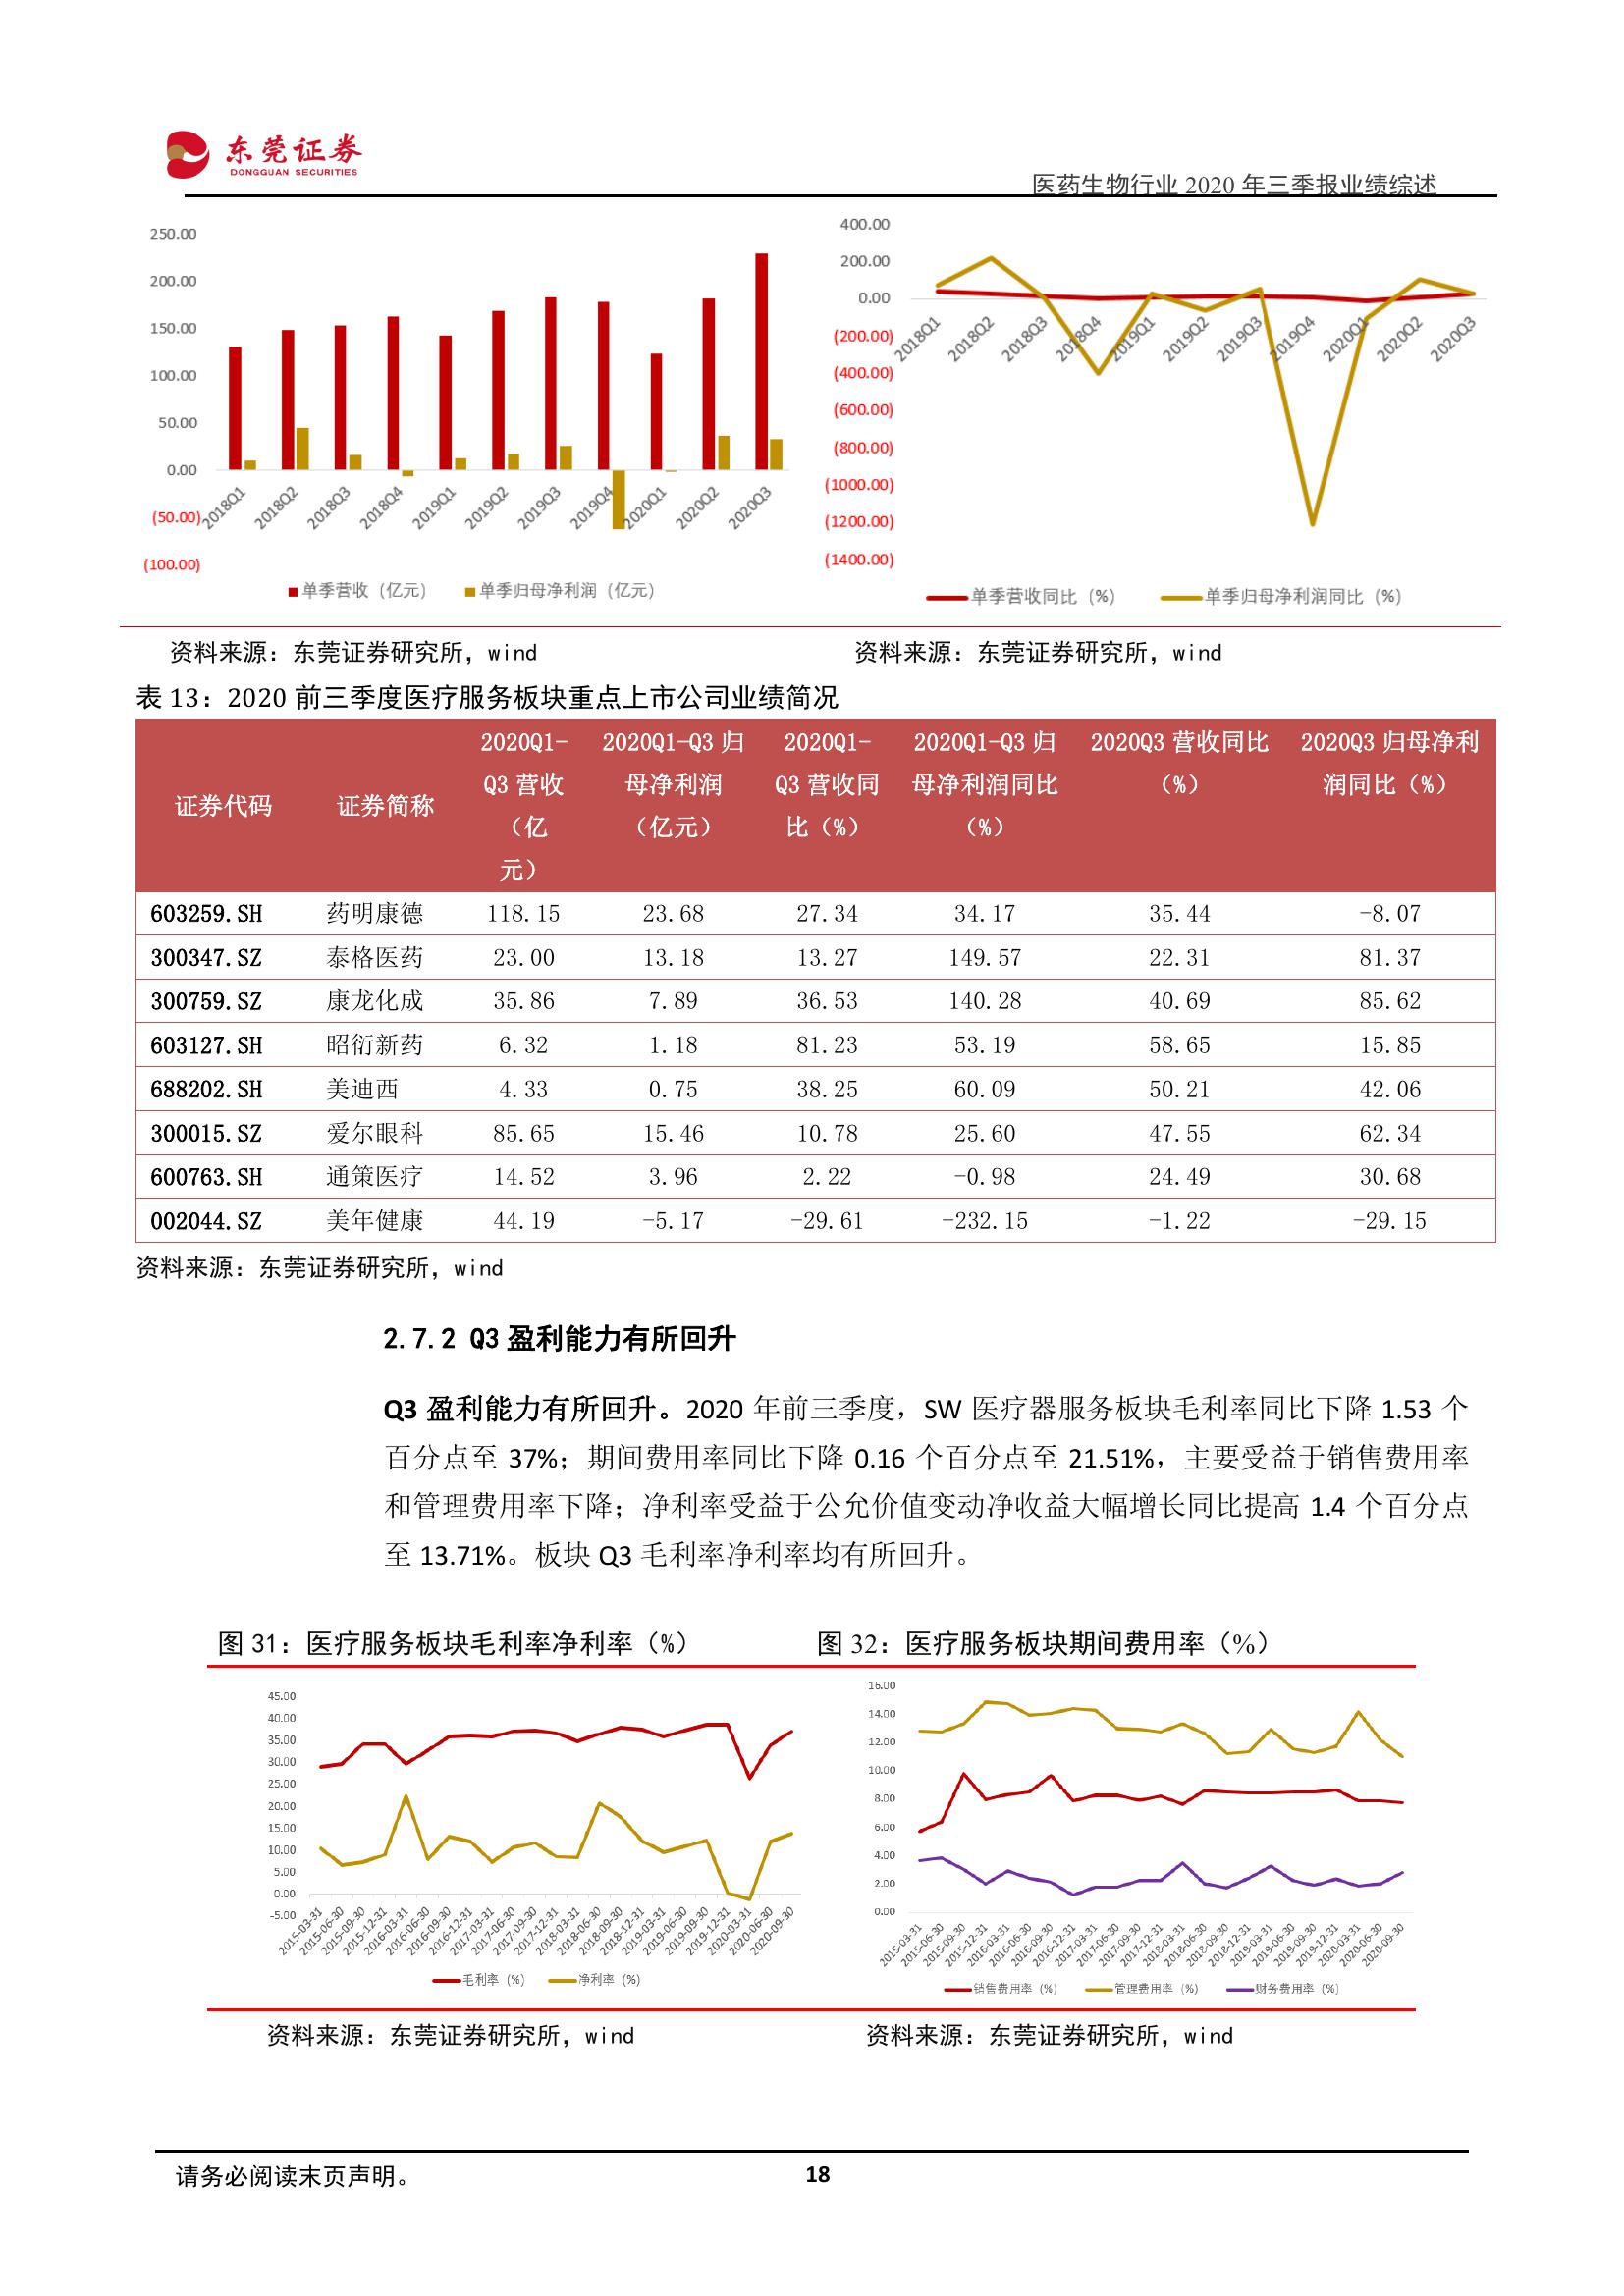 东莞证券
DONGGUAN SECURITIES
医药生物行业 2020 年三季报业绩综述
250.00
200.00
150.00
100.00
50.00
0.00
(50.00)
(100.00)
2018Q1 2018Q2 2018Q3 2018Q4 2019Q1 2019Q2 2019Q3 2019Q4 2020Q1 2020Q2 2020Q3
单季营收（亿元） 单季归母净利润（亿元）
400.00
200.00
0.00
(200.00)
(400.00)
(600.00)
(800.00)
(1000.00)
(1200.00)
(1400.00)
2018Q1 2018Q2 2018Q3 2018Q4 2019Q1 2019Q2 2019Q3 2019Q4 2020Q1 2020Q2 2020Q3
单季营收同比（%） 单季归母净利润同比（%）
资料来源：东莞证券研究所，wind 资料来源：东莞证券研究所，wind
表 13：2020 前三季度医疗服务板块重点上市公司业绩简况
证券代码 证券简称 2020Q1-Q3 营收（亿元） 2020Q1-Q3 归母净利润（亿元） 2020Q1-Q3 营收同比（%） 2020Q1-Q3 归母净利润同比（%） 2020Q3 营收同比（%） 2020Q3 归母净利润同比（%）
603259.SH 药明康德 118.15 23.68 27.34 34.17 35.44 -8.07
300347.SZ 泰格医药 23.00 13.18 13.27 149.57 22.31 81.37
300759.SZ 康龙化成 35.86 7.89 36.53 140.28 40.69 85.62
603127.SH 昭衍新药 6.32 1.18 81.23 53.19 58.65 15.85
688202.SH 美迪西 4.33 0.75 38.25 60.09 50.21 42.06
300015.SZ 爱尔眼科 85.65 15.46 10.78 25.60 47.55 62.34
600763.SH 通策医疗 14.52 3.96 2.22 -0.98 24.49 30.68
002044.SZ 美年健康 44.19 -5.17 -29.61 -232.15 -1.22 -29.15
资料来源：东莞证券研究所，wind
2.7.2 Q3 盈利能力有所回升
Q3 盈利能力有所回升。2020 年前三季度，SW 医疗器服务板块毛利率同比下降 1.53 个
百分点至 37%；期间费用率同比下降 0.16 个百分点至 21.51%，主要受益于销售费用率
和管理费用率下降；净利率受益于公允价值变动净收益大幅增长同比提高 1.4 个百分点
至 13.71%。板块 Q3 毛利率净利率均有所回升。
图 31：医疗服务板块毛利率净利率（%） 图 32：医疗服务板块期间费用率（%）
45.00
40.00
35.00
30.00
25.00
20.00
15.00
10.00
5.00
0.00
-5.00
2015-03-31 2015-06-30 2015-09-30 2015-12-31 2016-03-31 2016-06-30 2016-09-30 2016-12-31 2017-03-31 2017-06-30 2017-09-30 2017-12-31 2018-03-31 2018-06-30 2018-09-30 2018-12-31 2019-03-31 2019-06-30 2019-09-30 2019-12-31 2020-03-31 2020-06-30 2020-09-30
毛利率（%） 净利率（%）
16.00
14.00
12.00
10.00
8.00
6.00
4.00
2.00
0.00
2015-03-31 2015-06-30 2015-09-30 2015-12-31 2016-03-31 2016-06-30 2016-09-30 2016-12-31 2017-03-31 2017-06-30 2017-09-30 2017-12-31 2018-03-31 2018-06-30 2018-09-30 2018-12-31 2019-03-31 2019-06-30 2019-09-30 2019-12-31 2020-03-31 2020-06-30 2020-09-30
销售费用率（%） 管理费用率（%） 财务费用率（%）
资料来源：东莞证券研究所，wind 资料来源：东莞证券研究所，wind
请务必阅读末页声明。 18